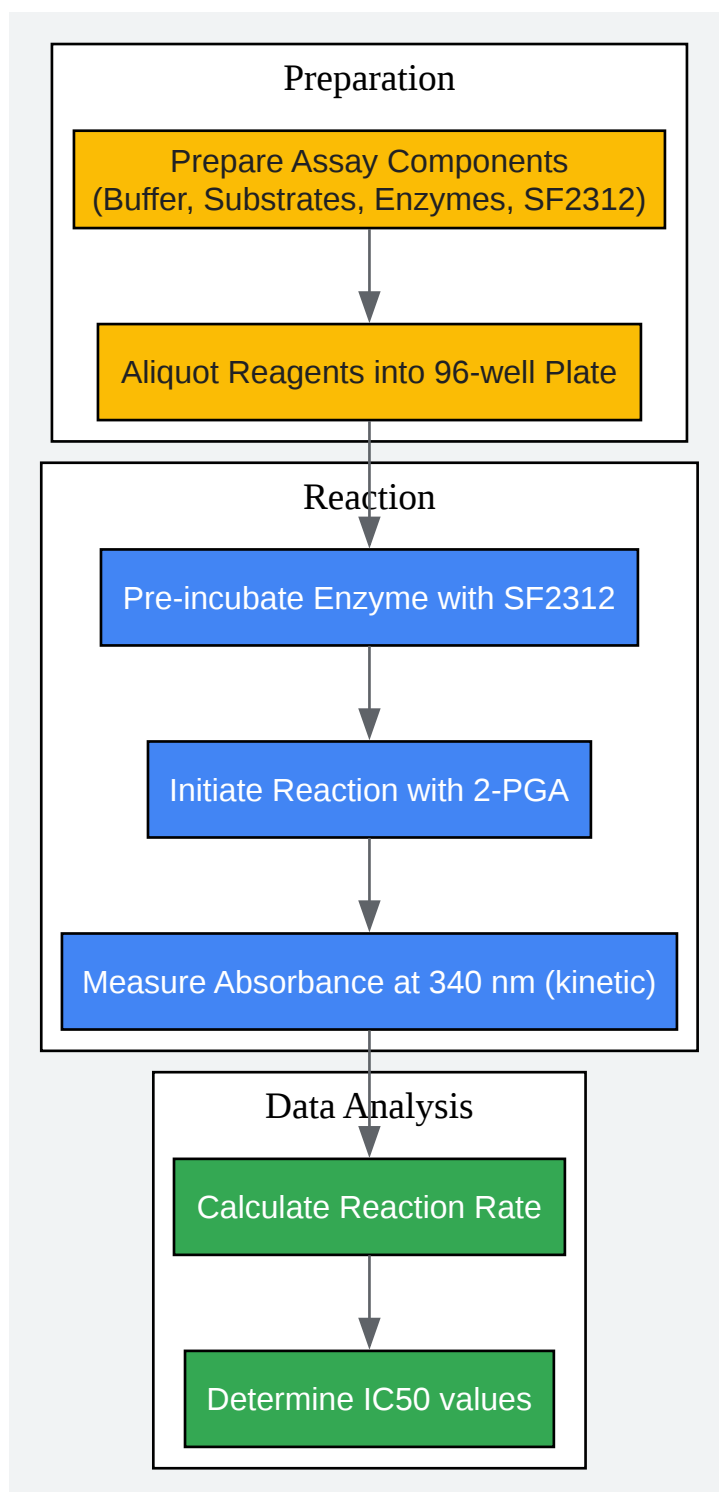 Preparation
Prepare Assay Components
(Buffer, Substrates, Enzymes, SF2312)
Aliquot Reagents into 96-well Plate
Reaction
Pre-incubate Enzyme with SF2312
Initiate Reaction with 2-PGA
Measure Absorbance at 340 nm (kinetic)
Data Analysis
Calculate Reaction Rate
Determine IC50 values